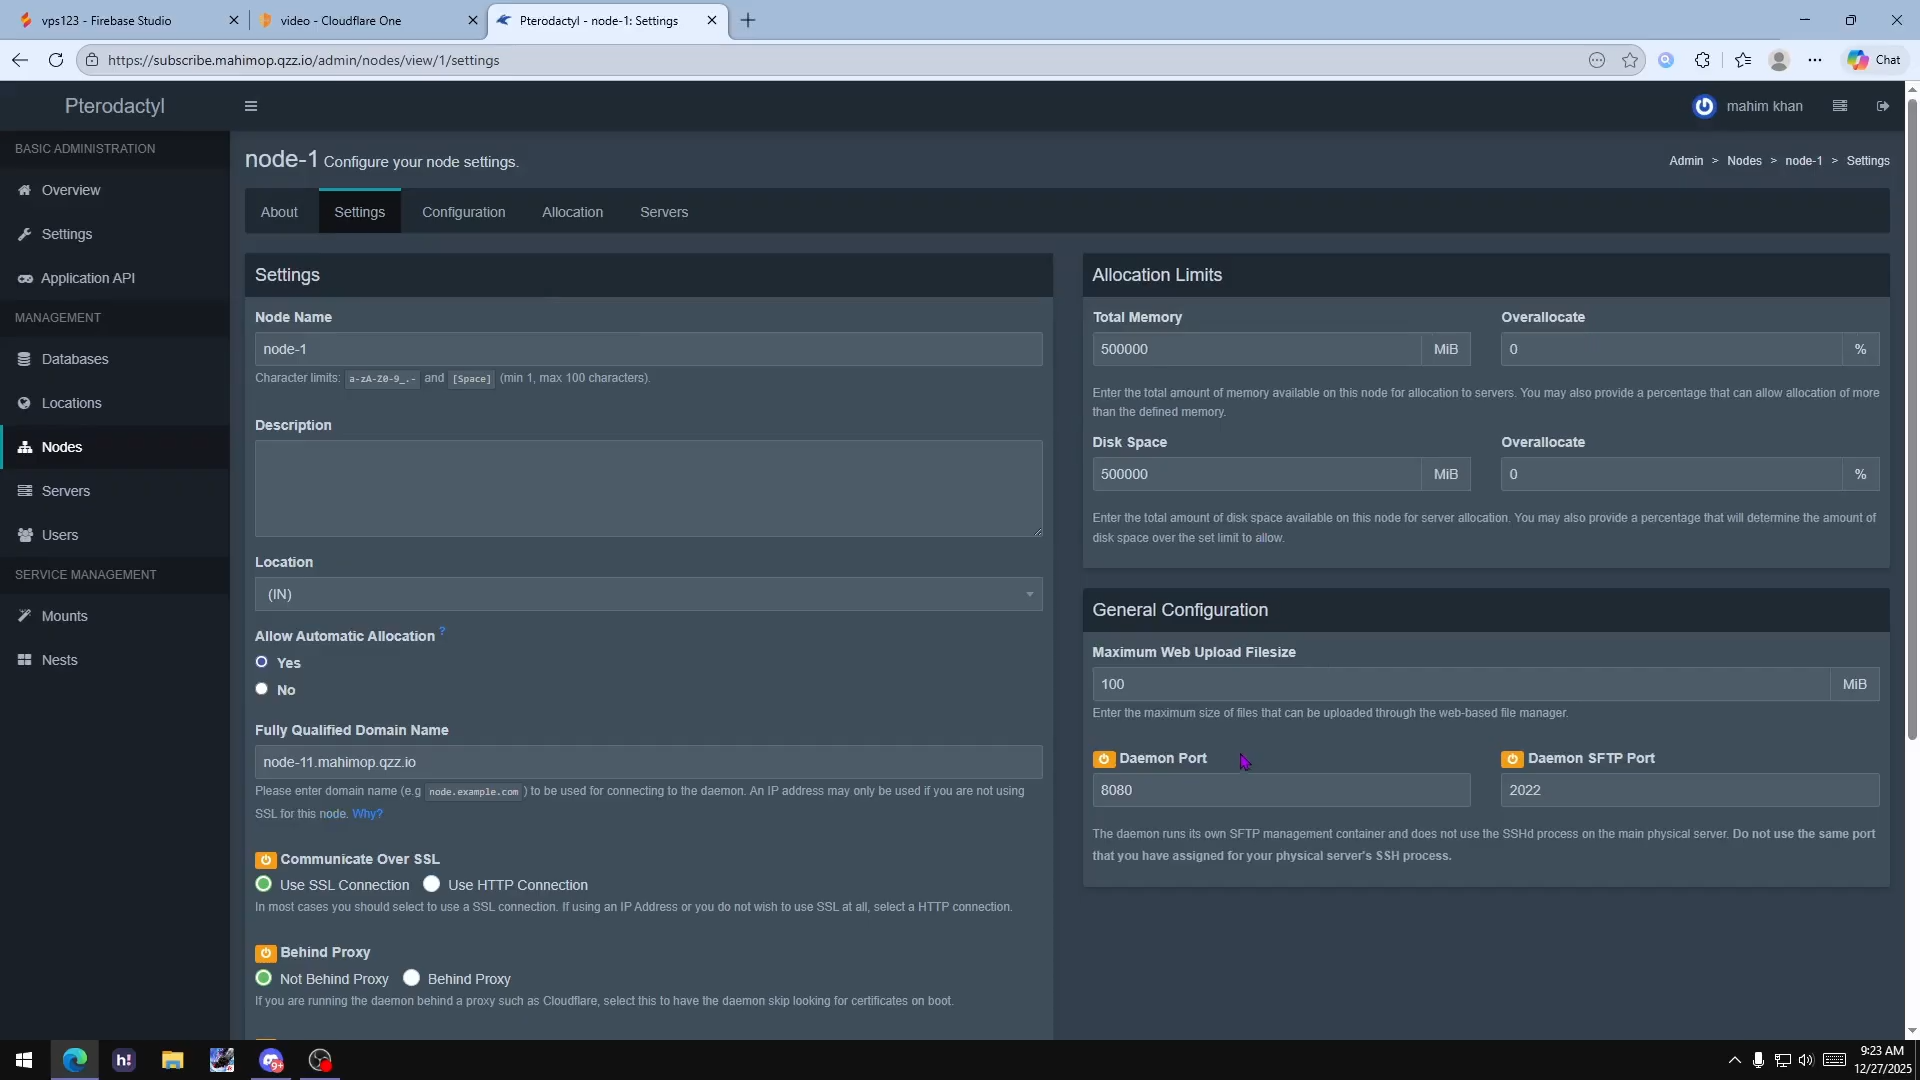 vps123 - Firebase Studio
video - Cloudflare One
Pterodactyl - node-1: Settings
https://subscribe.mahimop.qzz.io/admin/nodes/view/1/settings
Chat
Pterodactyl
mahim khan
BASIC ADMINISTRATION
Overview
Settings
Application API
MANAGEMENT
Databases
Locations
Nodes
Servers
Users
SERVICE MANAGEMENT
Mounts
Nests
node-1 Configure your node settings.
Admin > Nodes > node-1 > Settings
About
Settings
Configuration
Allocation
Servers
Settings
Node Name
node-1
Character limits: a-zA-Z0-9_.- and [Space] (min 1, max 100 characters).
Description
Location
(IN)
Allow Automatic Allocation ?
Yes
No
Fully Qualified Domain Name
node-11.mahimop.qzz.io
Please enter domain name (e.g node.example.com ) to be used for connecting to the daemon. An IP address may only be used if you are not using
SSL for this node. Why?
Communicate Over SSL
Use SSL Connection Use HTTP Connection
In most cases you should select to use a SSL connection. If using an IP Address or you do not wish to use SSL at all, select a HTTP connection.
Behind Proxy
Not Behind Proxy Behind Proxy
If you are running the daemon behind a proxy such as Cloudflare, select this to have the daemon skip looking for certificates on boot.
Allocation Limits
Total Memory
Overallocate
500000 MiB
0 %
Enter the total amount of memory available on this node for allocation to servers. You may also provide a percentage that can allow allocation of more
than the defined memory.
Disk Space
Overallocate
500000 MiB
0 %
Enter the total amount of disk space available on this node for server allocation. You may also provide a percentage that will determine the amount of
disk space over the set limit to allow.
General Configuration
Maximum Web Upload Filesize
100 MiB
Enter the maximum size of files that can be uploaded through the web-based file manager.
Daemon Port
Daemon SFTP Port
8080
2022
The daemon runs its own SFTP management container and does not use the SSHd process on the main physical server. Do not use the same port
that you have assigned for your physical server's SSH process.
h!
9+
9:23 AM
12/27/2025